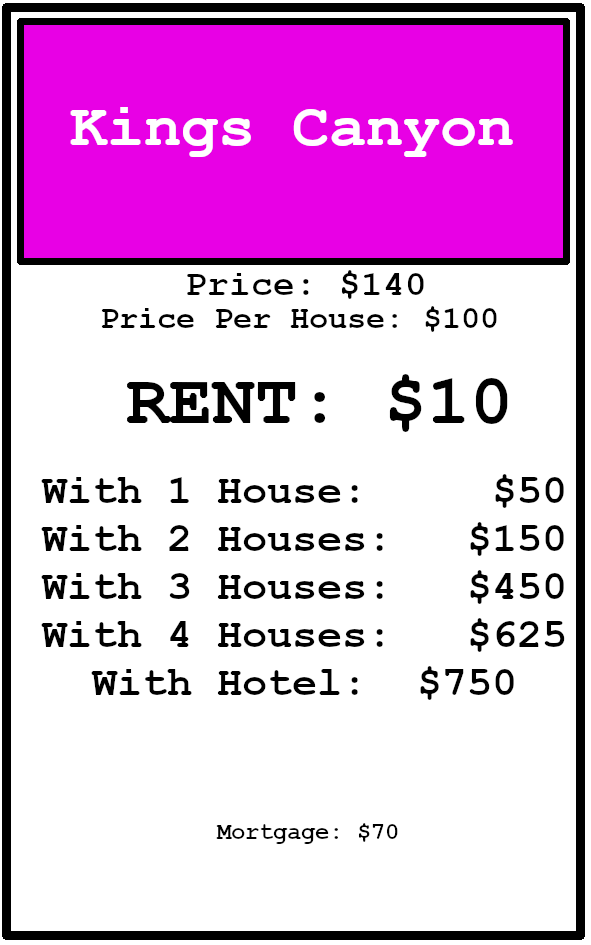 Kings Canyon
Price: $140
Price Per House: $100
RENT: $10
With 1 House: $50
With 2 Houses: $150
With 3 Houses: $450
With 4 Houses: $625
With Hotel: $750
Mortgage: $70